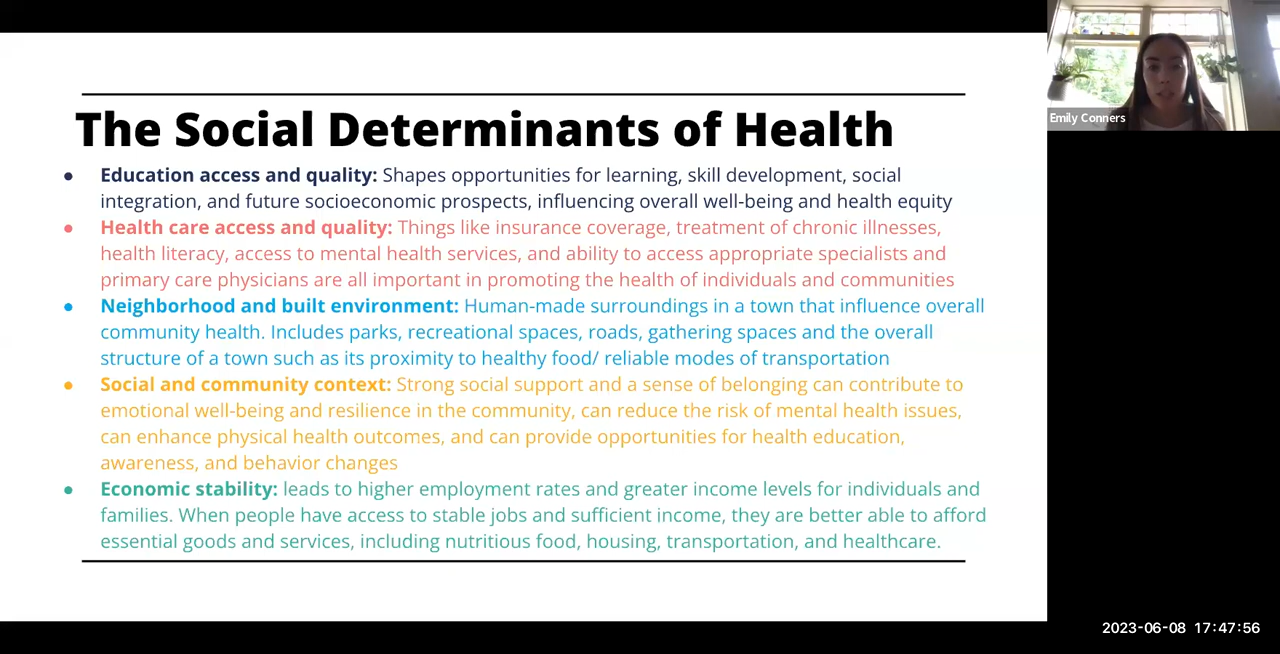 The Social Determinants of Health
● Education access and quality: Shapes opportunities for learning, skill development, social
integration, and future socioeconomic prospects, influencing overall well-being and health equity
● Health care access and quality: Things like insurance coverage, treatment of chronic illnesses,
health literacy, access to mental health services, and ability to access appropriate specialists and
primary care physicians are all important in promoting the health of individuals and communities
● Neighborhood and built environment: Human-made surroundings in a town that influence overall
community health. Includes parks, recreational spaces, roads, gathering spaces and the overall
structure of a town such as its proximity to healthy food/ reliable modes of transportation
● Social and community context: Strong social support and a sense of belonging can contribute to
emotional well-being and resilience in the community, can reduce the risk of mental health issues,
can enhance physical health outcomes, and can provide opportunities for health education,
awareness, and behavior changes
● Economic stability: leads to higher employment rates and greater income levels for individuals and
families. When people have access to stable jobs and sufficient income, they are better able to afford
essential goods and services, including nutritious food, housing, transportation, and healthcare.
Emily Conners
2023-06-08 17:47:56